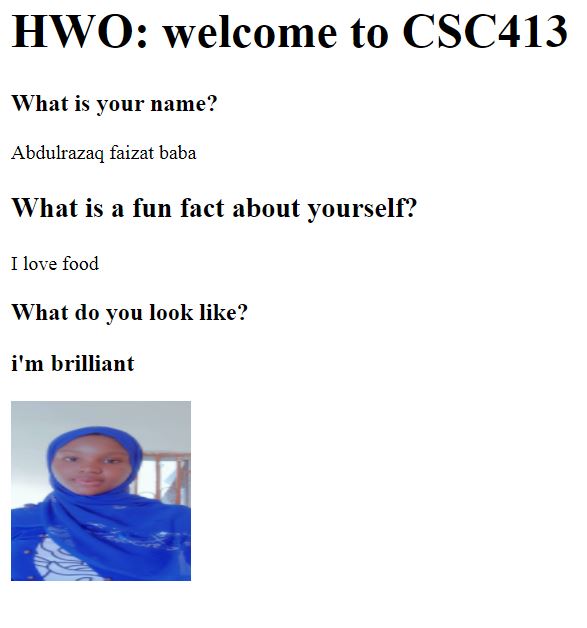 HWO: welcome to CSC413
What is your name?
Abdulrazaq faizat baba
What is a fun fact about yourself?
I love food
What do you look like?
i'm brilliant